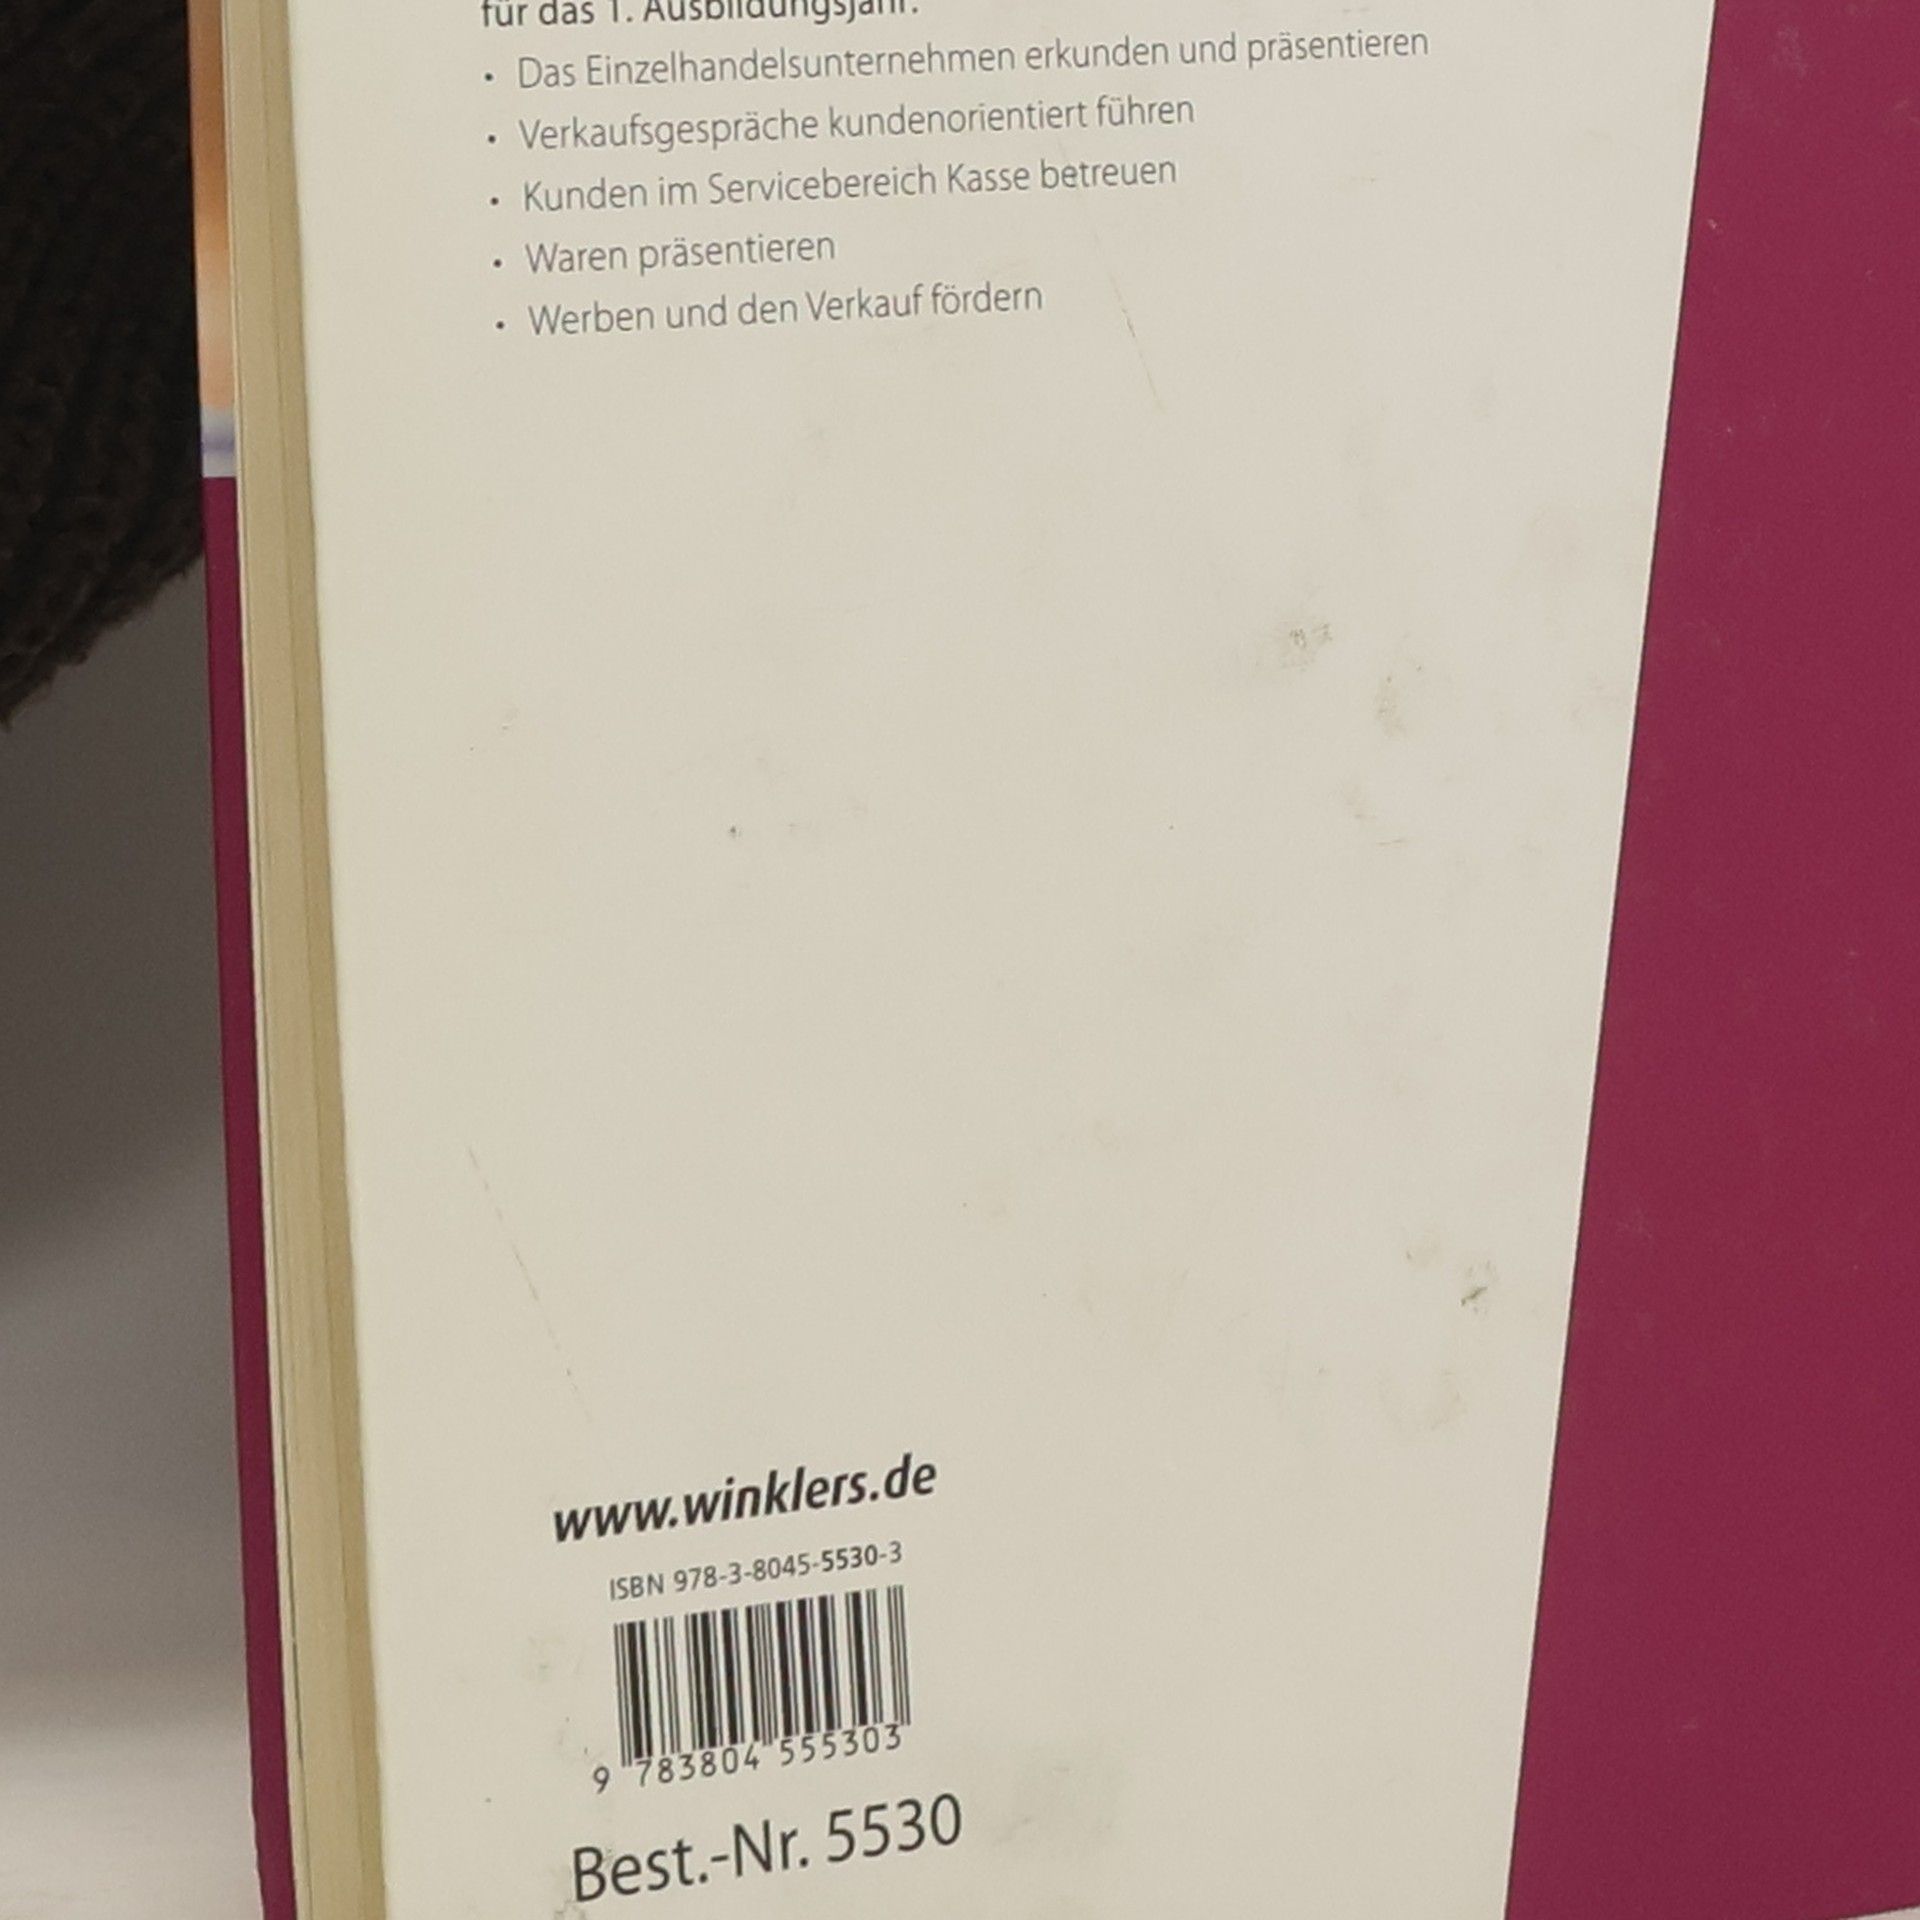 für das 1. Ausbildungsjahr:
• Das Einzelhandelsunternehmen erkunden und präsentieren
• Verkaufsgespräche kundenorientiert führen
• Kunden im Servicebereich Kasse betreuen
• Waren präsentieren
• Werben und den Verkauf fördern
www.winklers.de
ISBN 978-3-8045-5530-3
9 783804 555303
Best.-Nr. 5530